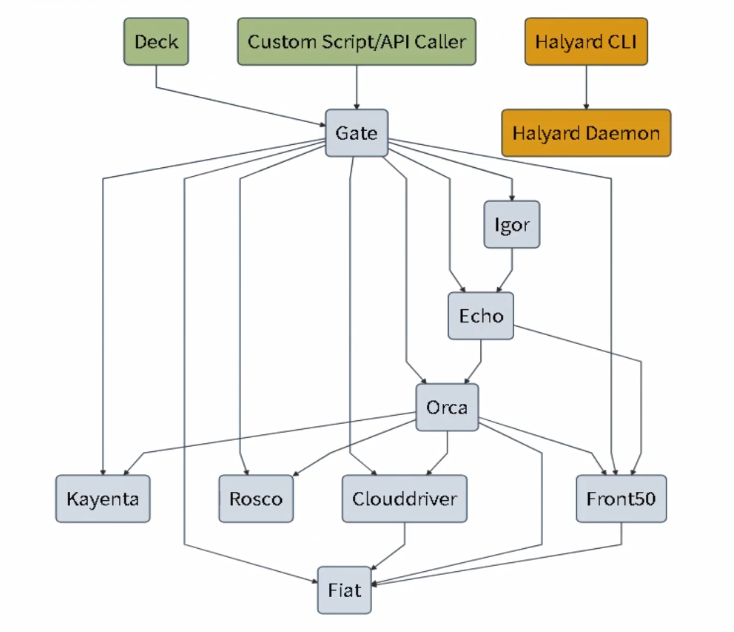 Deck
Custom Script/API Caller
Halyard CLI
Gate
Halyard Daemon
Igor
Echo
Orca
Kayenta
Rosco
Clouddriver
Front50
Fiat